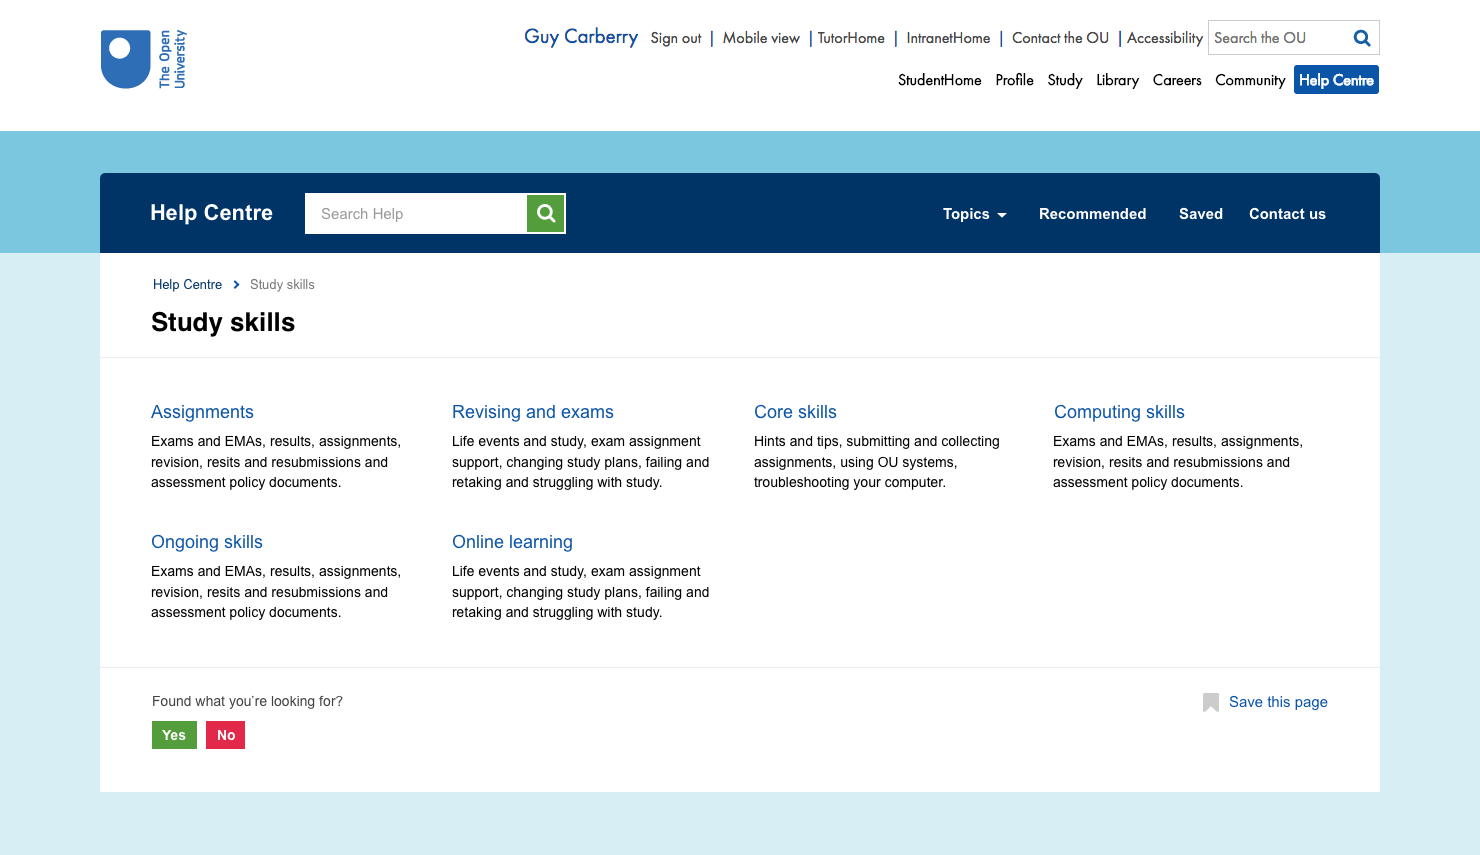 The Open
University
Guy Carberry Sign out | Mobile view | TutorHome | IntranetHome | Contact the OU | Accessibility Search the OU
StudentHome Profile Study Library Careers Community Help Centre
Help Centre Search Help Topics Recommended Saved Contact us
Help Centre Study skills
Study skills
Assignments
Exams and EMAs, results, assignments,
revision, resits and resubmissions and
assessment policy documents.
Revising and exams
Life events and study, exam assignment
support, changing study plans, failing and
retaking and struggling with study.
Core skills
Hints and tips, submitting and collecting
assignments, using OU systems,
troubleshooting your computer.
Computing skills
Exams and EMAs, results, assignments,
revision, resits and resubmissions and
assessment policy documents.
Ongoing skills
Exams and EMAs, results, assignments,
revision, resits and resubmissions and
assessment policy documents.
Online learning
Life events and study, exam assignment
support, changing study plans, failing and
retaking and struggling with study.
Found what you're looking for?
Yes No
Save this page